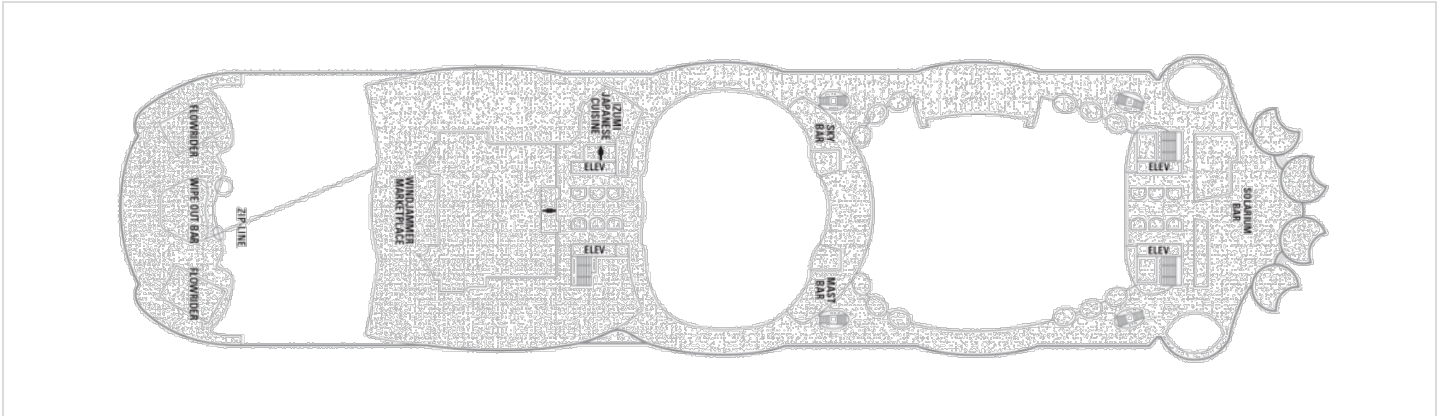 FLOWRIDER
WIPE OUT BAR
FLOWRIDER
ZIP-LINE
WINDJAMMER
MARKETPLACE
IZUMI
JAPANESE
CUISINE
ELEV
ELEV
SKY
BAR
MAST
BAR
ELEV
ELEV
SOLARIUM
BAR